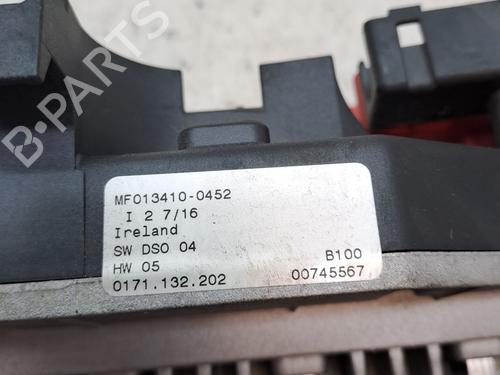 B-PARTS
MF013410-0452
I 2 7/16
Ireland
SW DSO 04
HW 05 B100
0171.132.202 00745567